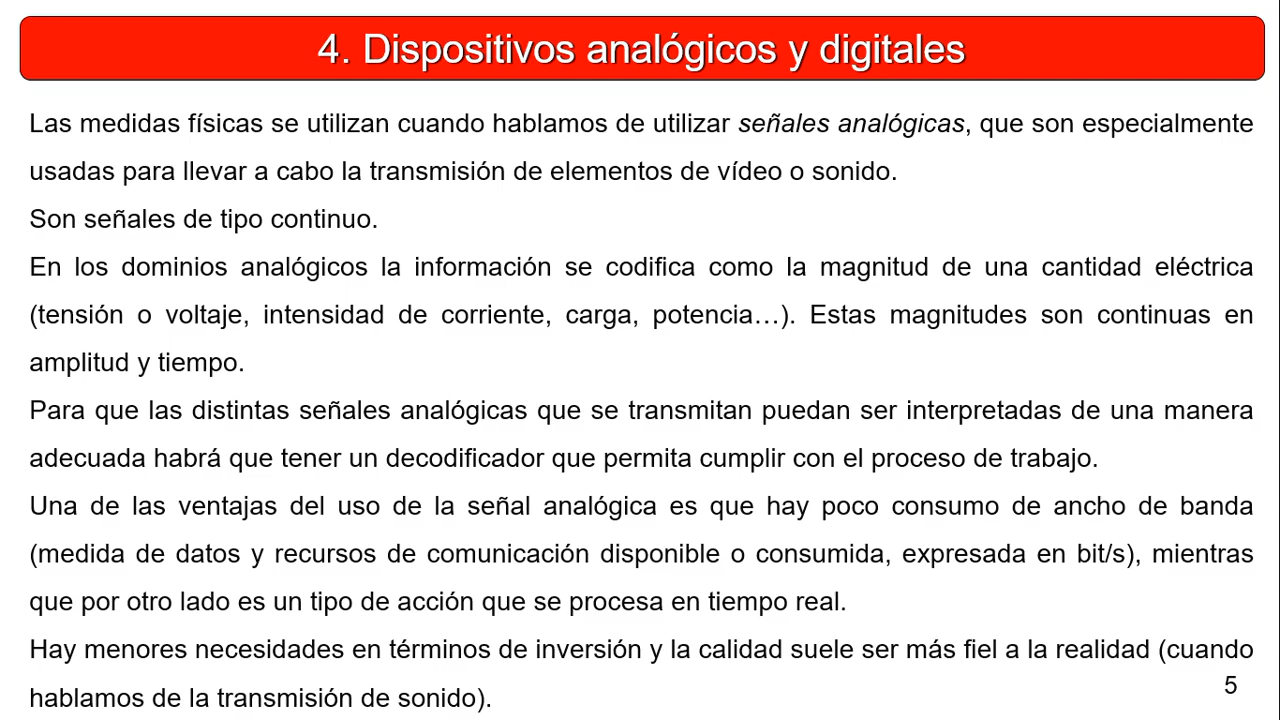 4. Dispositivos analógicos y digitales
Las medidas físicas se utilizan cuando hablamos de utilizar señales analógicas, que son especialmente
usadas para llevar a cabo la transmisión de elementos de vídeo o sonido.
Son señales de tipo continuo.
En los dominios analógicos la información se codifica como la magnitud de una cantidad eléctrica
(tensión o voltaje, intensidad de corriente, carga, potencia…). Estas magnitudes son continuas en
amplitud y tiempo.
Para que las distintas señales analógicas que se transmitan puedan ser interpretadas de una manera
adecuada habrá que tener un decodificador que permita cumplir con el proceso de trabajo.
Una de las ventajas del uso de la señal analógica es que hay poco consumo de ancho de banda
(medida de datos y recursos de comunicación disponible o consumida, expresada en bit/s), mientras
que por otro lado es un tipo de acción que se procesa en tiempo real.
Hay menores necesidades en términos de inversión y la calidad suele ser más fiel a la realidad (cuando
hablamos de la transmisión de sonido).
5